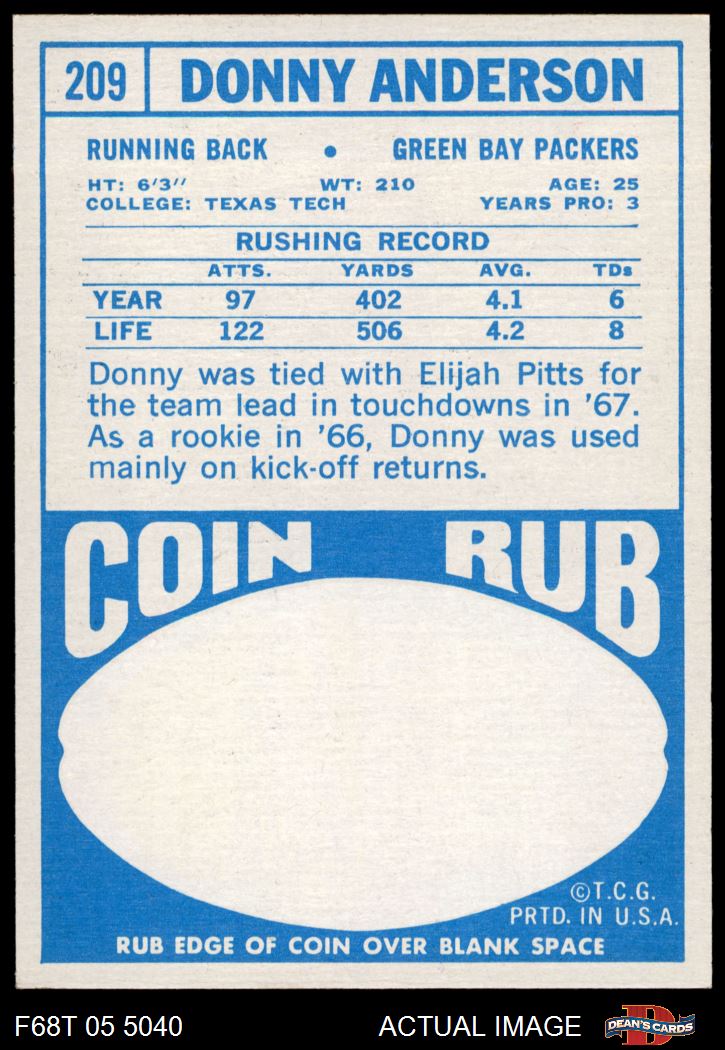 209 DONNY ANDERSON
RUNNING BACK • GREEN BAY PACKERS
HT: 6'3" WT: 210 AGE: 25
COLLEGE: TEXAS TECH YEARS PRO: 3
RUSHING RECORD
ATTS. YARDS AVG. TDs
YEAR 97 402 4.1 6
LIFE 122 506 4.2 8
Donny was tied with Elijah Pitts for
the team lead in touchdowns in '67.
As a rookie in '66, Donny was used
mainly on kick-off returns.
COIN RUB
©T.C.G.
PRTD. IN U.S.A.
RUB EDGE OF COIN OVER BLANK SPACE
F68T 05 5040 ACTUAL IMAGE D DEAN'S CARDS